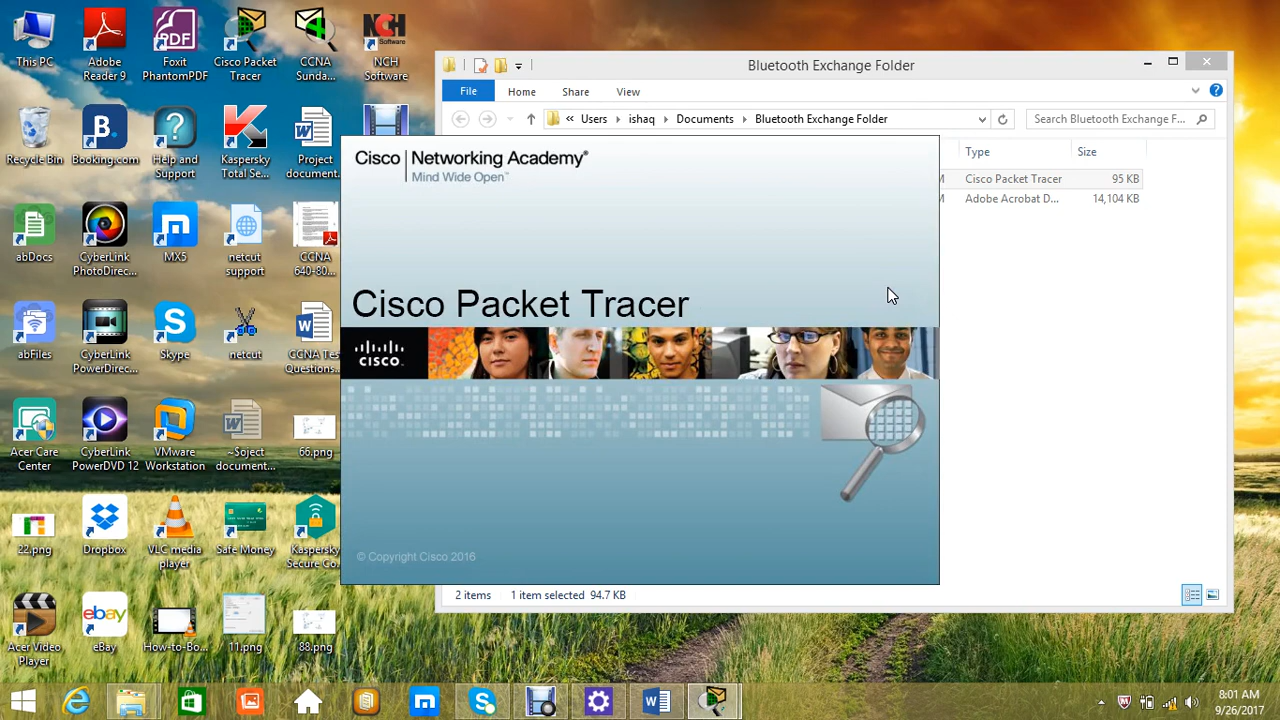 This PC
Adobe
Reader 9
Foxit
PhantomPDF
Cisco Packet
Tracer
CCNA
Sunda...
NCH
Software
NCH
Software
PDF
Recycle Bin
Booking.com
Help and
Support
Kaspersky
Total Se...
Project
document...
abDocs
CyberLink
PhotoDirec...
MX5
netcut
support
CCNA
640-80...
abFiles
CyberLink
PowerDirec...
Skype
netcut
CCNA Tes
Questions...
Acer Care
Center
CyberLink
PowerDVD 12
VMware
Workstation
~$oject
document...
66.png
22.png
Dropbox
VLC media
player
Safe Money
Kaspersky
Secure Co...
Acer Video
Player
eBay
How-to-Bo...
11.png
88.png
Bluetooth Exchange Folder
File
Home
Share
View
«
Users
ishaq
Documents
Bluetooth Exchange Folder
Search Bluetooth Exchange F...
Type
Size
M
Cisco Packet Tracer
95 KB
M
Adobe Acrobat D...
14,104 KB
2 items
1 item selected 94.7 KB
Cisco Networking Academy®
Mind Wide Open™
Cisco Packet Tracer
CISCO
© Copyright Cisco 2016
8:01 AM
9/26/2017